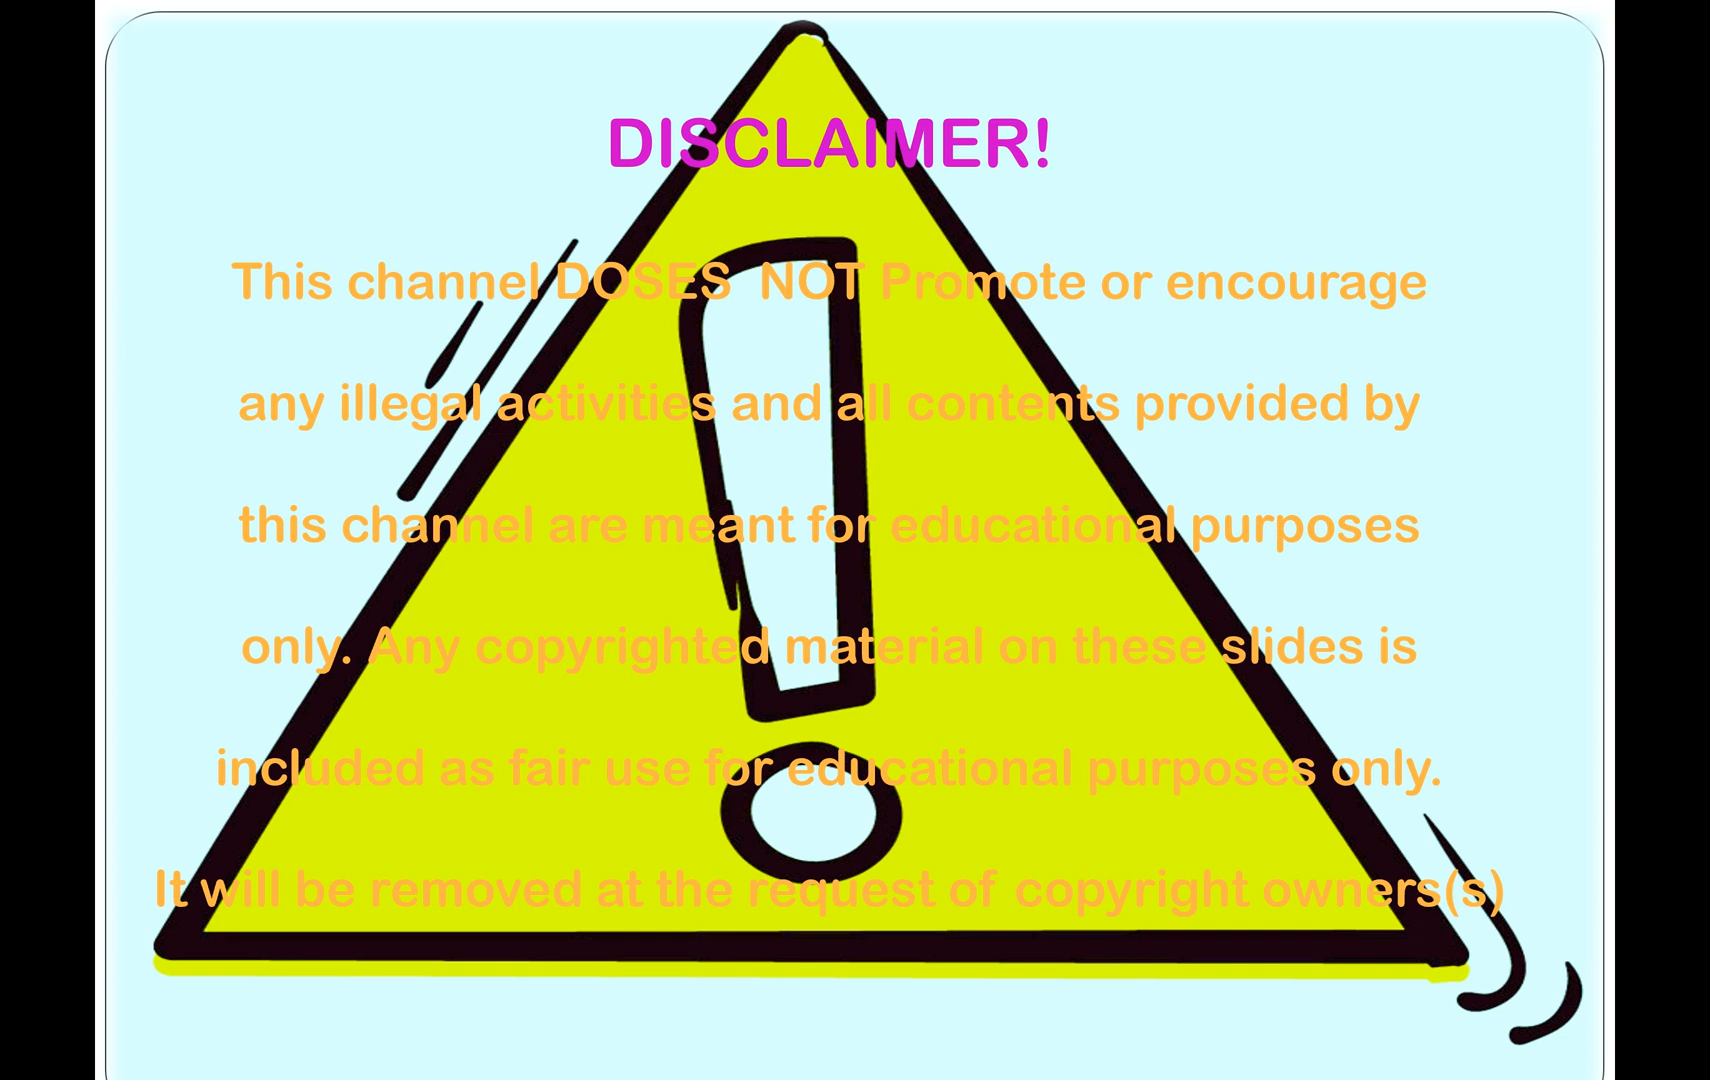 DISCLAIMER!
This channel DOSES NOT Promote or encourage
any illegal activities and all contents provided by
this channel are meant for educational purposes
only. Any copyrighted material on these slides is
included as fair use for educational purposes only.
It will be removed at the request of copyright owners(s)